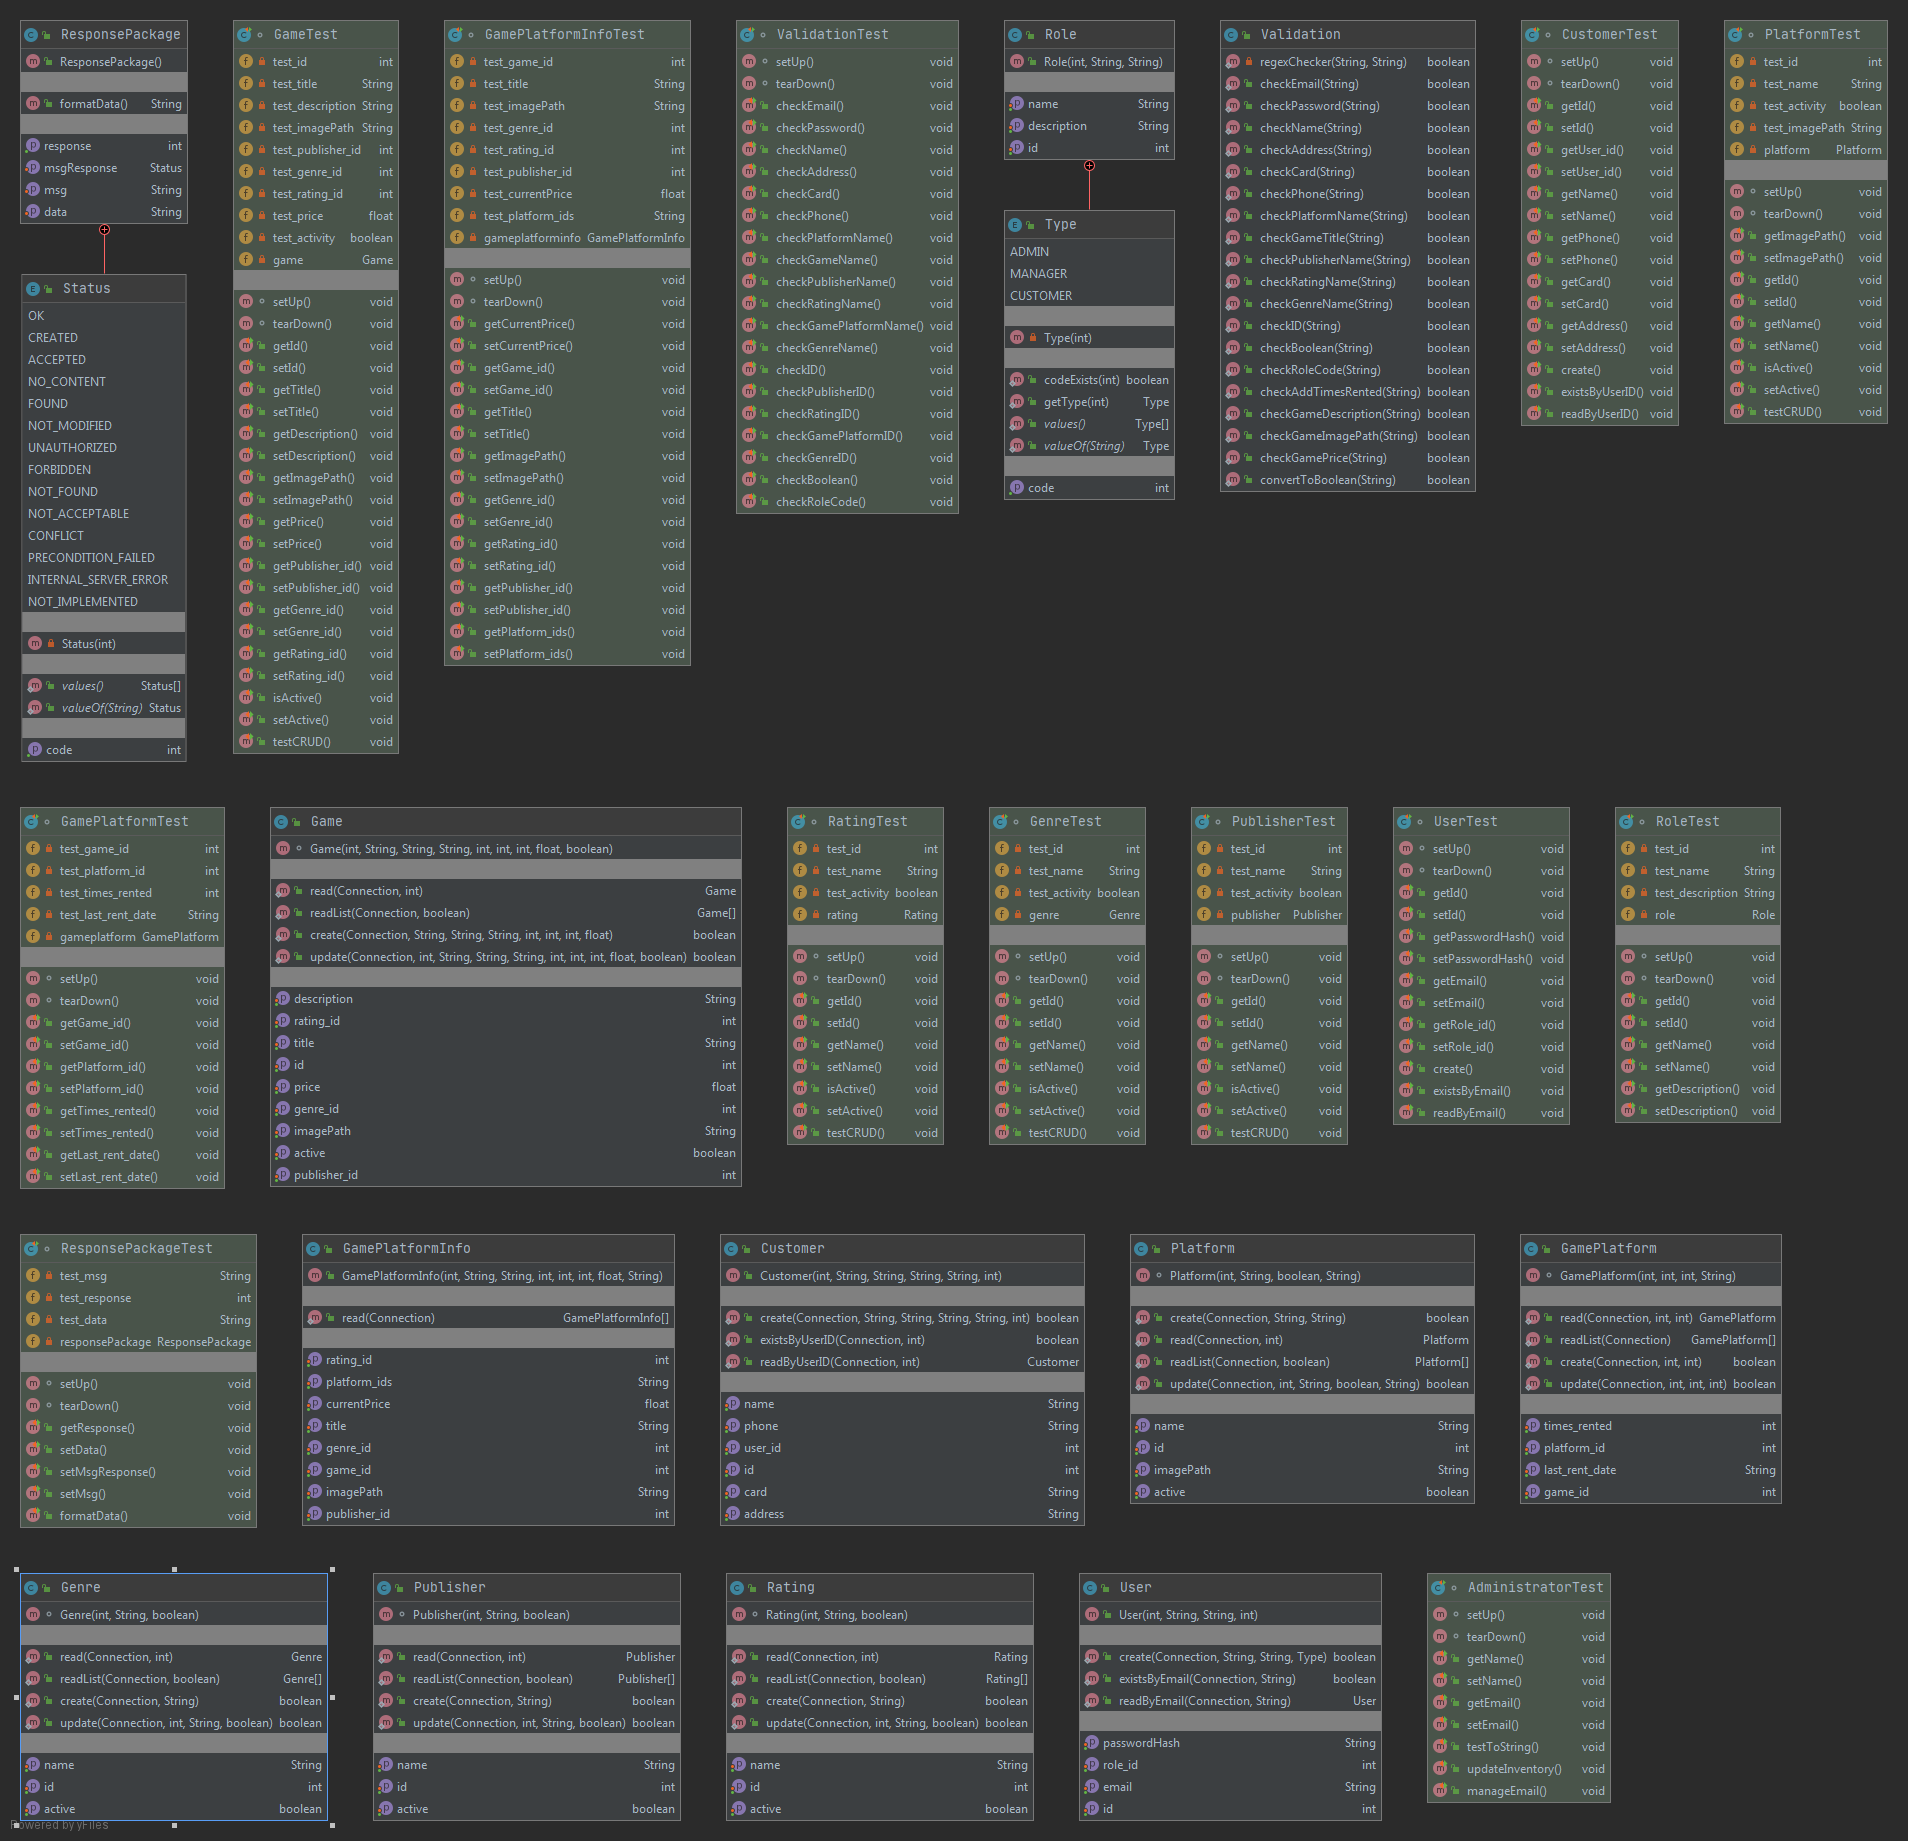 ResponsePackage
ResponsePackage()
formatData() String
response int
msgResponse Status
msg String
data String
Status
OK
CREATED
ACCEPTED
NO_CONTENT
FOUND
NOT_MODIFIED
UNAUTHORIZED
FORBIDDEN
NOT_FOUND
NOT_ACCEPTABLE
CONFLICT
PRECONDITION_FAILED
INTERNAL_SERVER_ERROR
NOT_IMPLEMENTED
Status(int)
values() Status[]
valueOf(String) Status
code int
GameTest
test_id int
test_title String
test_description String
test_imagePath String
test_publisher_id int
test_genre_id int
test_rating_id int
test_price float
test_activity boolean
game Game
setUp() void
tearDown() void
getId() void
setId() void
getTitle() void
setTitle() void
getDescription() void
setDescription() void
getImagePath() void
setImagePath() void
getPrice() void
setPrice() void
getPublisher_id() void
setPublisher_id() void
getGenre_id() void
setGenre_id() void
getRating_id() void
setRating_id() void
isActive() void
setActive() void
testCRUD() void
GamePlatformInfoTest
test_game_id int
test_title String
test_imagePath String
test_genre_id int
test_rating_id int
test_publisher_id int
test_currentPrice float
test_platform_ids String
gameplatforminfo GamePlatformInfo
setUp() void
tearDown() void
getCurrentPrice() void
setCurrentPrice() void
getGame_id() void
setGame_id() void
getTitle() void
setTitle() void
getImagePath() void
setImagePath() void
getGenre_id() void
setGenre_id() void
getRating_id() void
setRating_id() void
getPublisher_id() void
setPublisher_id() void
getPlatform_ids() void
setPlatform_ids() void
ValidationTest
setUp() void
tearDown() void
checkEmail() void
checkPassword() void
checkName() void
checkAddress() void
checkCard() void
checkPhone() void
checkPlatformName() void
checkGameName() void
checkPublisherName() void
checkRatingName() void
checkGamePlatformName() void
checkGenreName() void
checkID() void
checkPublisherID() void
checkRatingID() void
checkGamePlatformID() void
checkGenreID() void
checkBoolean() void
checkRoleCode() void
Role
Role(int, String, String)
name String
description String
id int
Type
ADMIN
MANAGER
CUSTOMER
Type(int)
codeExists(int) boolean
getType(int) Type
values() Type[]
valueOf(String) Type
code int
Validation
regexChecker(String, String) boolean
checkEmail(String) boolean
checkPassword(String) boolean
checkName(String) boolean
checkAddress(String) boolean
checkCard(String) boolean
checkPhone(String) boolean
checkPlatformName(String) boolean
checkGameTitle(String) boolean
checkPublisherName(String) boolean
checkRatingName(String) boolean
checkGenreName(String) boolean
checkID(String) boolean
checkBoolean(String) boolean
checkRoleCode(String) boolean
checkAddTimesRented(String) boolean
checkGameDescription(String) boolean
checkGameImagePath(String) boolean
checkGamePrice(String) boolean
convertToBoolean(String) boolean
CustomerTest
setUp() void
tearDown() void
getId() void
setId() void
getUser_id() void
setUser_id() void
getName() void
setName() void
getPhone() void
setPhone() void
getCard() void
setCard() void
getAddress() void
setAddress() void
create() void
existsByUserID() void
readByUserID() void
PlatformTest
test_id int
test_name String
test_activity boolean
test_imagePath String
platform Platform
setUp() void
tearDown() void
getImagePath() void
setImagePath() void
getId() void
setId() void
getName() void
setName() void
isActive() void
setActive() void
testCRUD() void
GamePlatformTest
test_game_id int
test_platform_id int
test_times_rented int
test_last_rent_date String
gameplatform GamePlatform
setUp() void
tearDown() void
getGame_id() void
setGame_id() void
getPlatform_id() void
setPlatform_id() void
getTimes_rented() void
setTimes_rented() void
getLast_rent_date() void
setLast_rent_date() void
Game
Game(int, String, String, String, int, int, int, float, boolean)
read(Connection, int) Game
readList(Connection, boolean) Game[]
create(Connection, String, String, String, int, int, int, float) boolean
update(Connection, int, String, String, String, int, int, int, float, boolean) boolean
description String
rating_id int
title String
id int
price float
genre_id int
imagePath String
active boolean
publisher_id int
RatingTest
test_id int
test_name String
test_activity boolean
rating Rating
setUp() void
tearDown() void
getId() void
setId() void
getName() void
setName() void
isActive() void
setActive() void
testCRUD() void
GenreTest
test_id int
test_name String
test_activity boolean
genre Genre
setUp() void
tearDown() void
getId() void
setId() void
getName() void
setName() void
isActive() void
setActive() void
testCRUD() void
PublisherTest
test_id int
test_name String
test_activity boolean
publisher Publisher
setUp() void
tearDown() void
getId() void
setId() void
getName() void
setName() void
isActive() void
setActive() void
testCRUD() void
UserTest
setUp() void
tearDown() void
getId() void
setId() void
getPasswordHash() void
setPasswordHash() void
getEmail() void
setEmail() void
getRole_id() void
setRole_id() void
create() void
existsByEmail() void
readByEmail() void
RoleTest
test_id int
test_name String
test_description String
role Role
setUp() void
tearDown() void
getId() void
setId() void
getName() void
setName() void
getDescription() void
setDescription() void
ResponsePackageTest
test_msg String
test_response int
test_data String
responsePackage ResponsePackage
setUp() void
tearDown() void
getResponse() void
setData() void
setMsgResponse() void
setMsg() void
formatData() void
GamePlatformInfo
GamePlatformInfo(int, String, String, int, int, int, float, String)
read(Connection) GamePlatformInfo[]
rating_id int
platform_ids String
currentPrice float
title String
genre_id int
game_id int
imagePath String
publisher_id int
Customer
Customer(int, String, String, String, String, int)
create(Connection, String, String, String, String, int) boolean
existsByUserID(Connection, int) boolean
readByUserID(Connection, int) Customer
name String
phone String
user_id int
id int
card String
address String
Platform
Platform(int, String, boolean, String)
create(Connection, String, String) boolean
read(Connection, int) Platform
readList(Connection, boolean) Platform[]
update(Connection, int, String, boolean, String) boolean
name String
id int
imagePath String
active boolean
GamePlatform
GamePlatform(int, int, int, String)
read(Connection, int, int) GamePlatform
readList(Connection) GamePlatform[]
create(Connection, int, int) boolean
update(Connection, int, int, int) boolean
times_rented int
platform_id int
last_rent_date String
game_id int
Genre
Genre(int, String, boolean)
read(Connection, int) Genre
readList(Connection, boolean) Genre[]
create(Connection, String) boolean
update(Connection, int, String, boolean) boolean
name String
id int
active boolean
Publisher
Publisher(int, String, boolean)
read(Connection, int) Publisher
readList(Connection, boolean) Publisher[]
create(Connection, String) boolean
update(Connection, int, String, boolean) boolean
name String
id int
active boolean
Rating
Rating(int, String, boolean)
read(Connection, int) Rating
readList(Connection, boolean) Rating[]
create(Connection, String) boolean
update(Connection, int, String, boolean) boolean
name String
id int
active boolean
User
User(int, String, String, int)
create(Connection, String, String, Type) boolean
existsByEmail(Connection, String) boolean
readByEmail(Connection, String) User
passwordHash String
role_id int
email String
id int
AdministratorTest
setUp() void
tearDown() void
getName() void
setName() void
getEmail() void
setEmail() void
testToString() void
updateInventory() void
manageEmail() void
Powered by yFiles